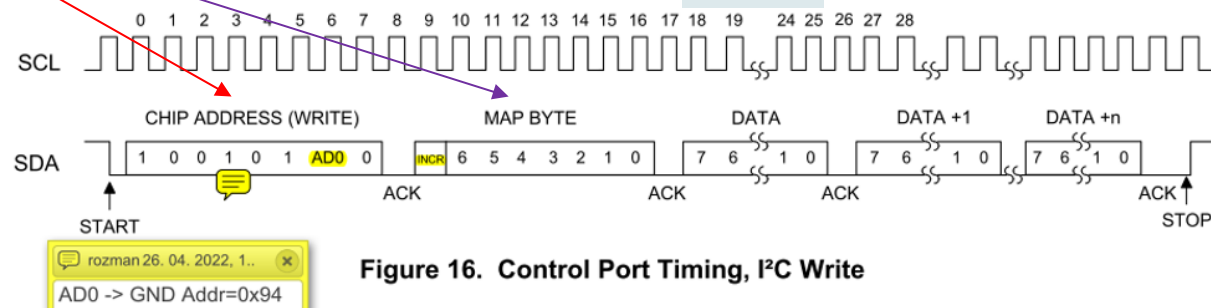 0 1 2 3 4 5 6 7 8 9 10 11 12 13 14 15 16 17 18 19 24 25 26 27 28
SCL
CHIP ADDRESS (WRITE) MAP BYTE DATA DATA +1 DATA +n
SDA 1 0 0 1 0 1 AD0 0 INCR 6 5 4 3 2 1 0 7 6 1 0 7 6 1 0 7 6 1 0
ACK ACK ACK ACK
START STOP
rozman 26. 04. 2022, 1..
Figure 16. Control Port Timing, I²C Write
AD0 -> GND Addr=0x94